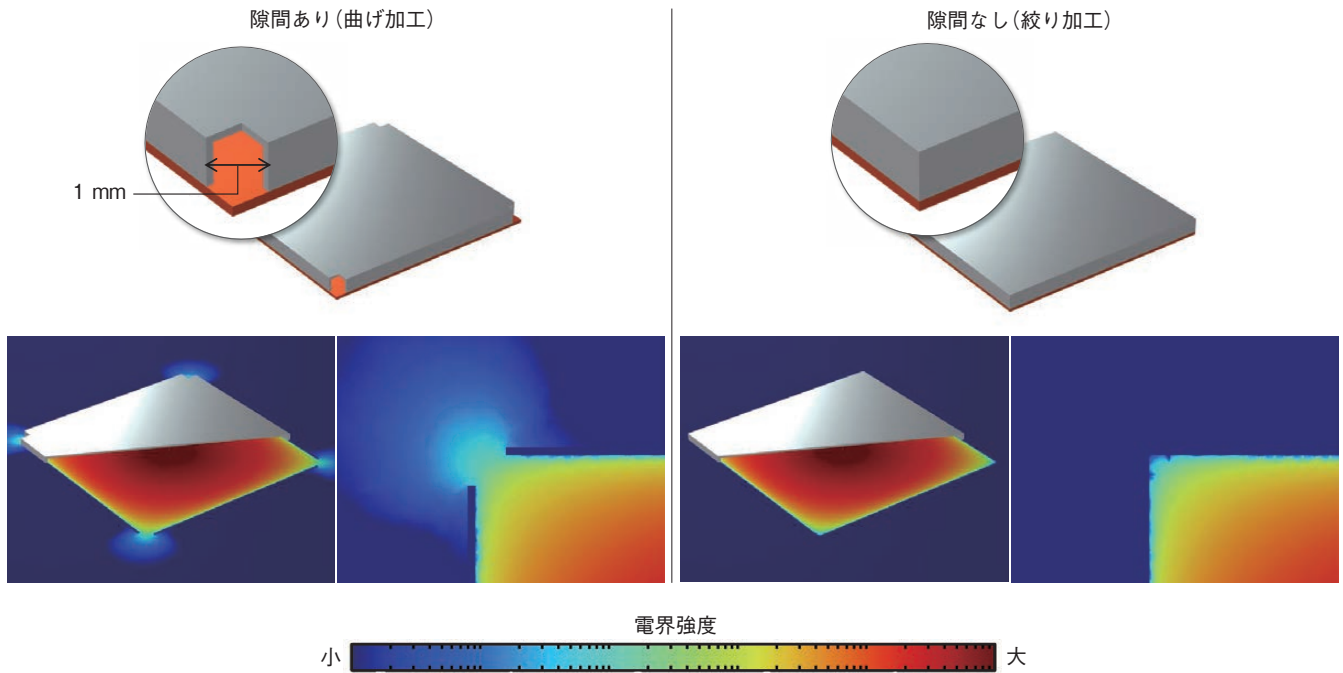 隙間あり(曲げ加工)
隙間なし(絞り加工)
1 mm
電界強度
小
大